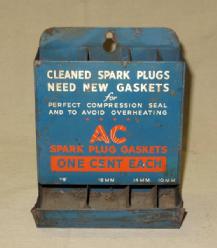 CLEANED SPARK PLUGS
NEED NEW GASKETS
for
PERFECT COMPRESSION SEAL
AND TO AVOID OVERHEATING
AC
SPARK PLUG GASKETS
ONE CENT EACH
18MM 14MM 10MM